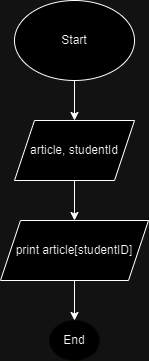 Start
article, studentId
print article[studentID]
End